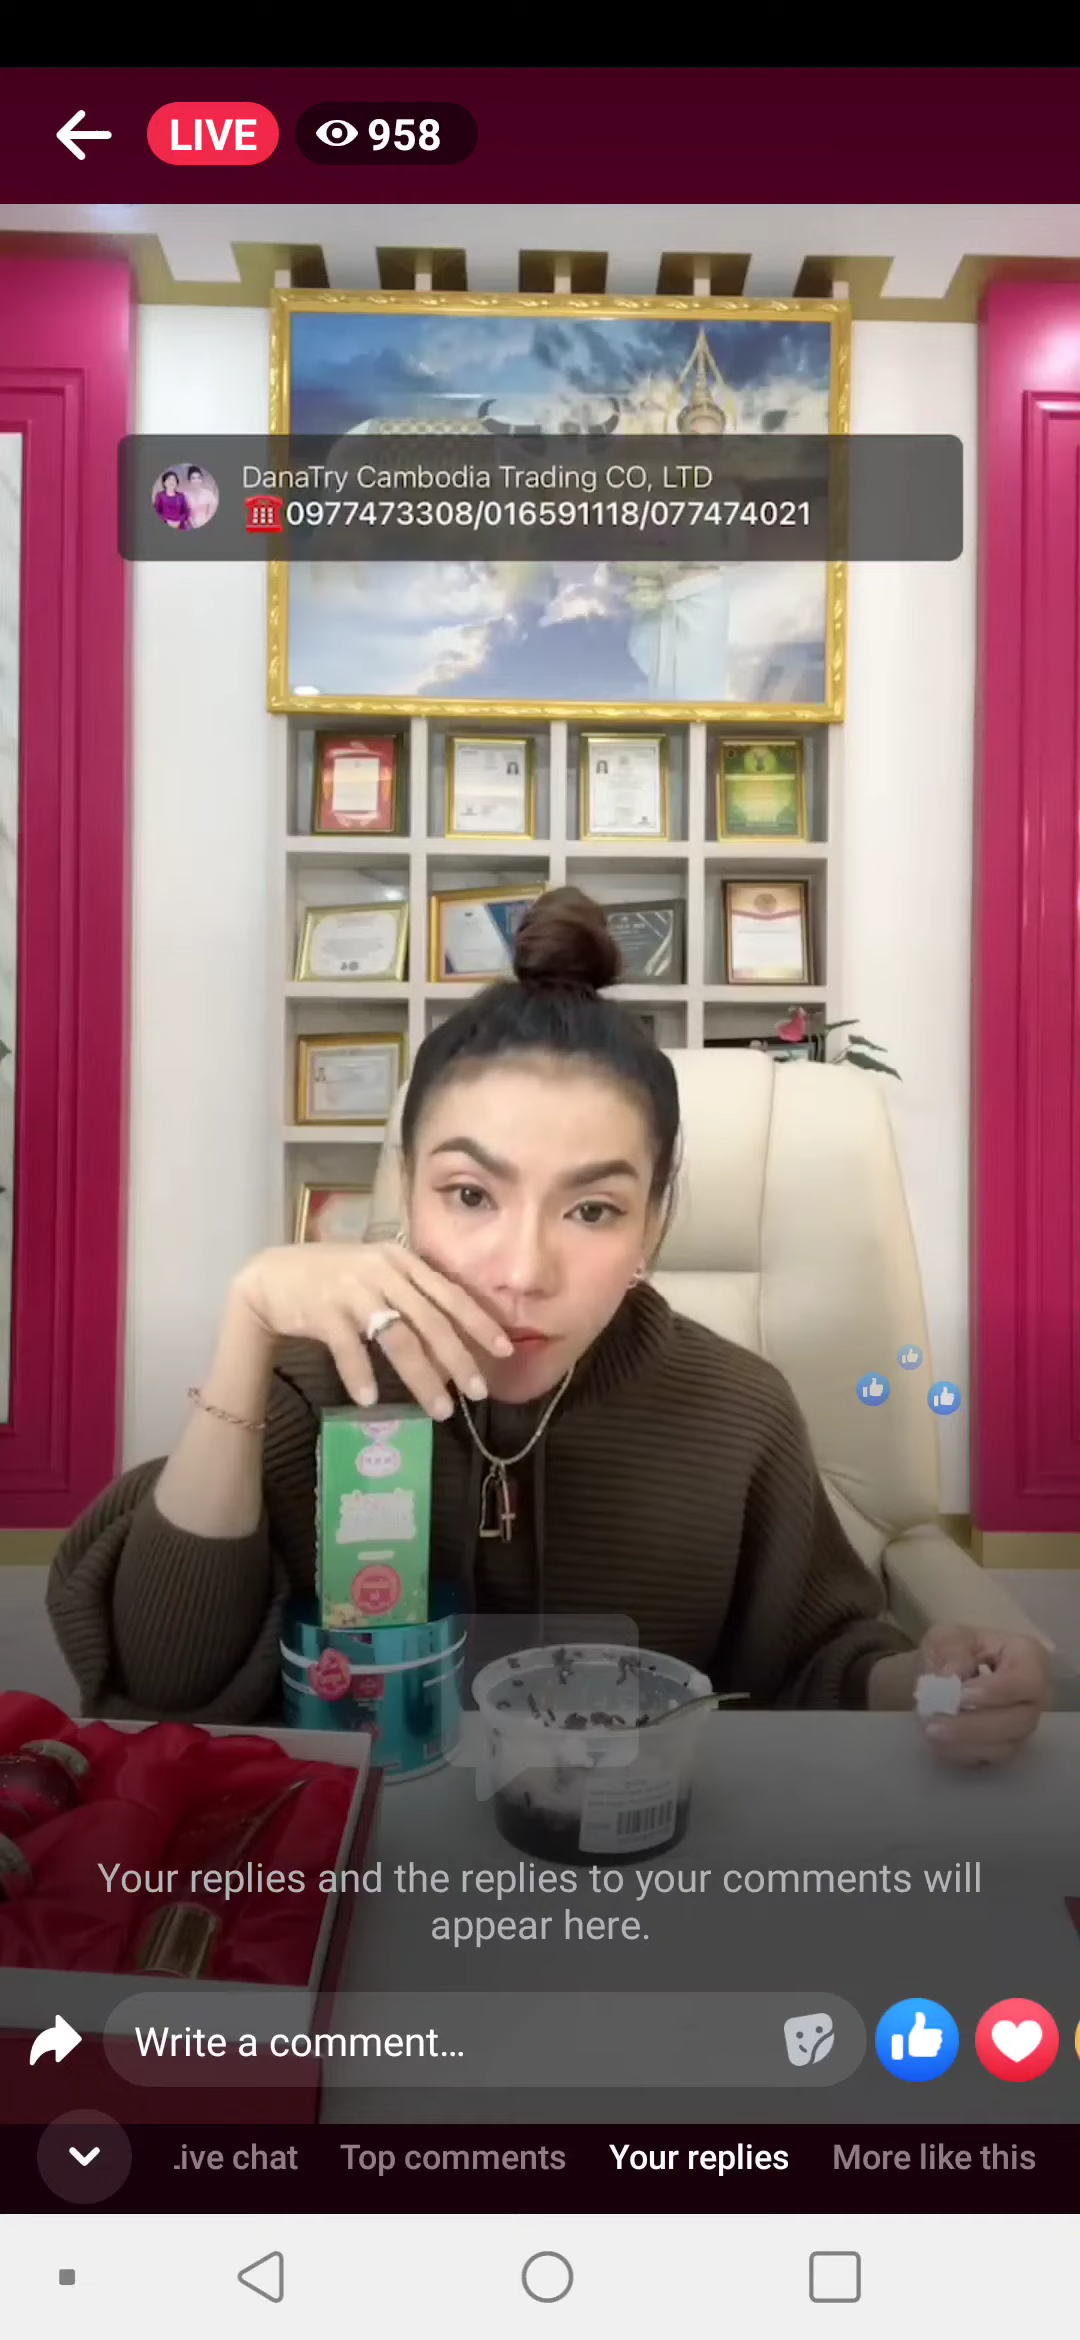 LIVE
958
DanaTry Cambodia Trading CO, LTD
☎️0977473308/016591118/077474021
Your replies and the replies to your comments will
appear here.
Write a comment...
ive chat
Top comments
Your replies
More like this